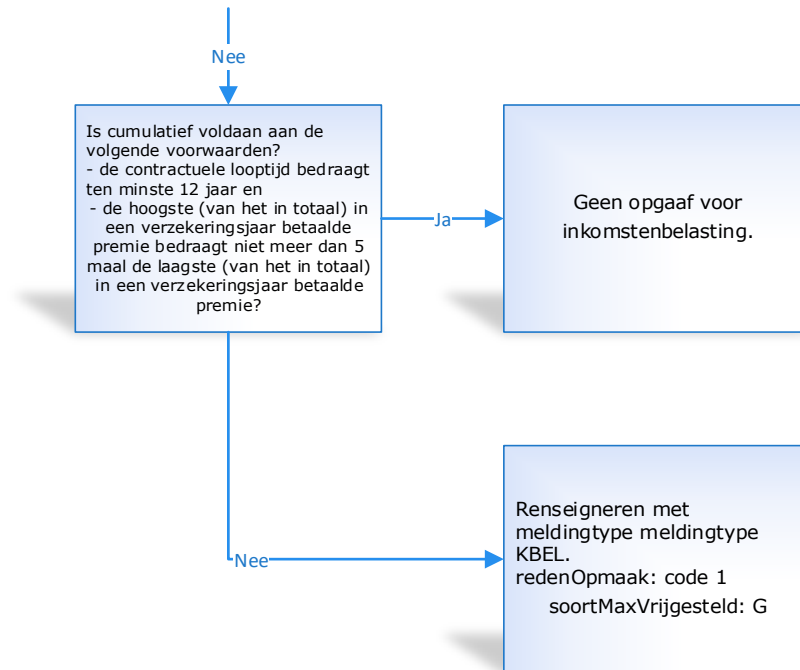 Nee
Is cumulatief voldaan aan de
volgende voorwaarden?
- de contractuele looptijd bedraagt
ten minste 12 jaar en
- de hoogste (van het in totaal) in
een verzekeringsjaar betaalde
premie bedraagt niet meer dan 5
maal de laagste (van het in totaal)
in een verzekeringsjaar betaalde
premie?
Ja
Geen opgaaf voor
inkomstenbelasting.
Nee
Renseigneren met
meldingtype meldingtype
KBEL.
redenOpmaak: code 1
soortMaxVrijgesteld: G